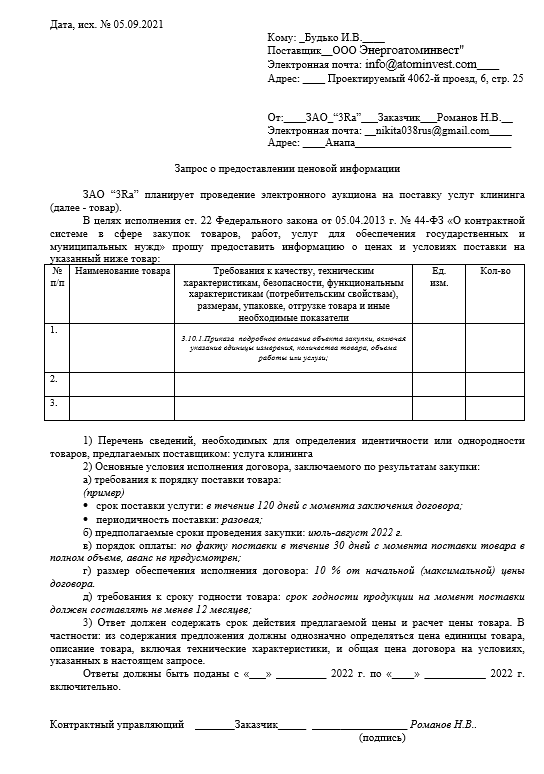 Дата, исх. № 05.09.2021
Кому: _Будько И.В.____
Поставщик__ООО Энергоатоминвест"
Электронная почта: info@atominvest.com____
Адрес: ____ Проектируемый 4062-й проезд, 6, стр. 25
От:____ЗАО_“3Ra”___Заказчик___Романов Н.В.__
Электронная почта: __nikita038rus@gmail.com____
Адрес: ____Анапа______________________________
Запрос о предоставлении ценовой информации
ЗАО “3Ra” планирует проведение электронного аукциона на поставку услуг клининга
(далее - товар).
В целях исполнения ст. 22 Федерального закона от 05.04.2013 г. № 44-ФЗ «О контрактной
системе в сфере закупок товаров, работ, услуг для обеспечения государственных и
муниципальных нужд» прошу предоставить информацию о ценах и условиях поставки на
указанный ниже товар:
№ п/п
Наименование товара
Требования к качеству, техническим
характеристикам, безопасности, функциональным
характеристикам (потребительским свойствам),
размерам, упаковке, отгрузке товара и иные
необходимые показатели
Ед. изм.
Кол-во
1.
3.10.1.Приказа подробное описание объекта закупки, включая
указание единицы измерения, количества товара, объема
работы или услуги;
2.
3.
1) Перечень сведений, необходимых для определения идентичности или однородности
товаров, предлагаемых поставщиком: услуга клининга
2) Основные условия исполнения договора, заключаемого по результатам закупки:
а) требования к порядку поставки товара:
(пример)
• срок поставки услуги: в течение 120 дней с момента заключения договора;
• периодичность поставки: разовая;
б) предполагаемые сроки проведения закупки: июль-август 2022 г.
в) порядок оплаты: по факту поставки в течение 30 дней с момента поставки товара в
полном объеме, аванс не предусмотрен;
г) размер обеспечения исполнения договора: 10 % от начальной (максимальной) цены
договора.
д) требования к сроку годности товара: срок годности продукции на момент поставки
должен составлять не менее 12 месяцев;
3) Ответ должен содержать срок действия предлагаемой цены и расчет цены товара. В
частности: из содержания предложения должны однозначно определяться цена единицы товара,
описание товара, включая технические характеристики, и общая цена договора на условиях,
указанных в настоящем запросе.
Ответы должны быть поданы с «___» __________ 2022 г. по «____» __________ 2022 г.
включительно.
Контрактный управляющий ________Заказчик_____ __________________ Романов Н.В..
(подпись)